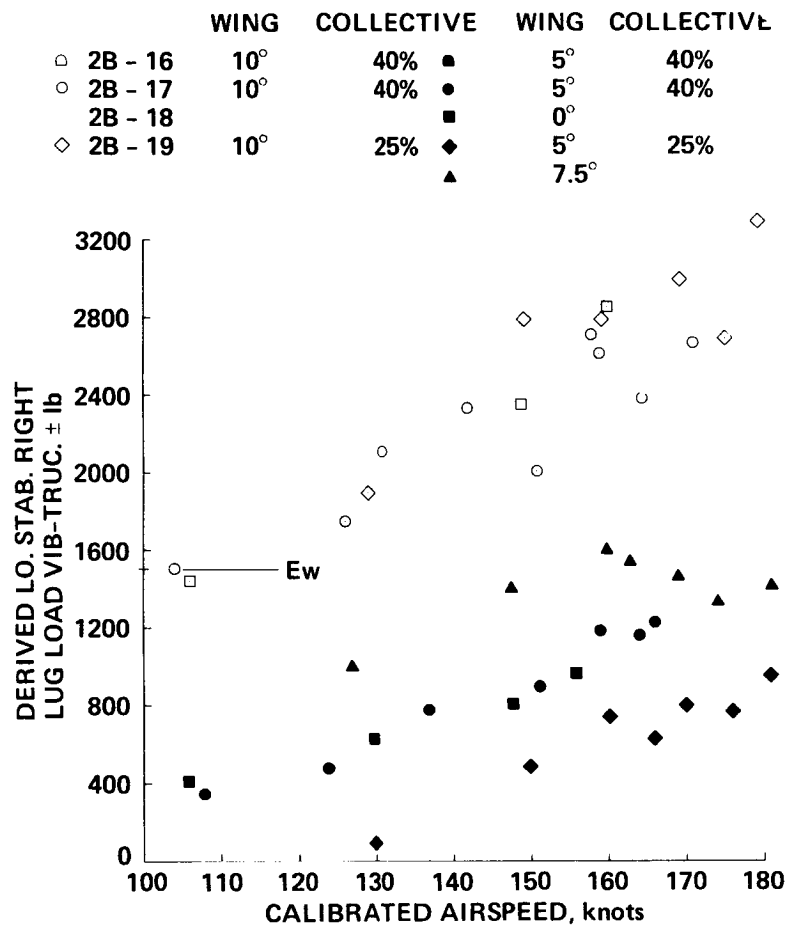 WING COLLECTIVE WING COLLECTIVE
2B - 16 10° 40% 5° 40%
2B - 17 10° 40% 5° 40%
2B - 18 0°
2B - 19 10° 25% 5° 25%
7.5°
3200
2800
2400
2000
1600
1200
800
400
0
DERIVED LO. STAB. RIGHT
LUG LOAD VIB-TRUC. ± lb
Ew
100 110 120 130 140 150 160 170 180
CALIBRATED AIRSPEED, knots